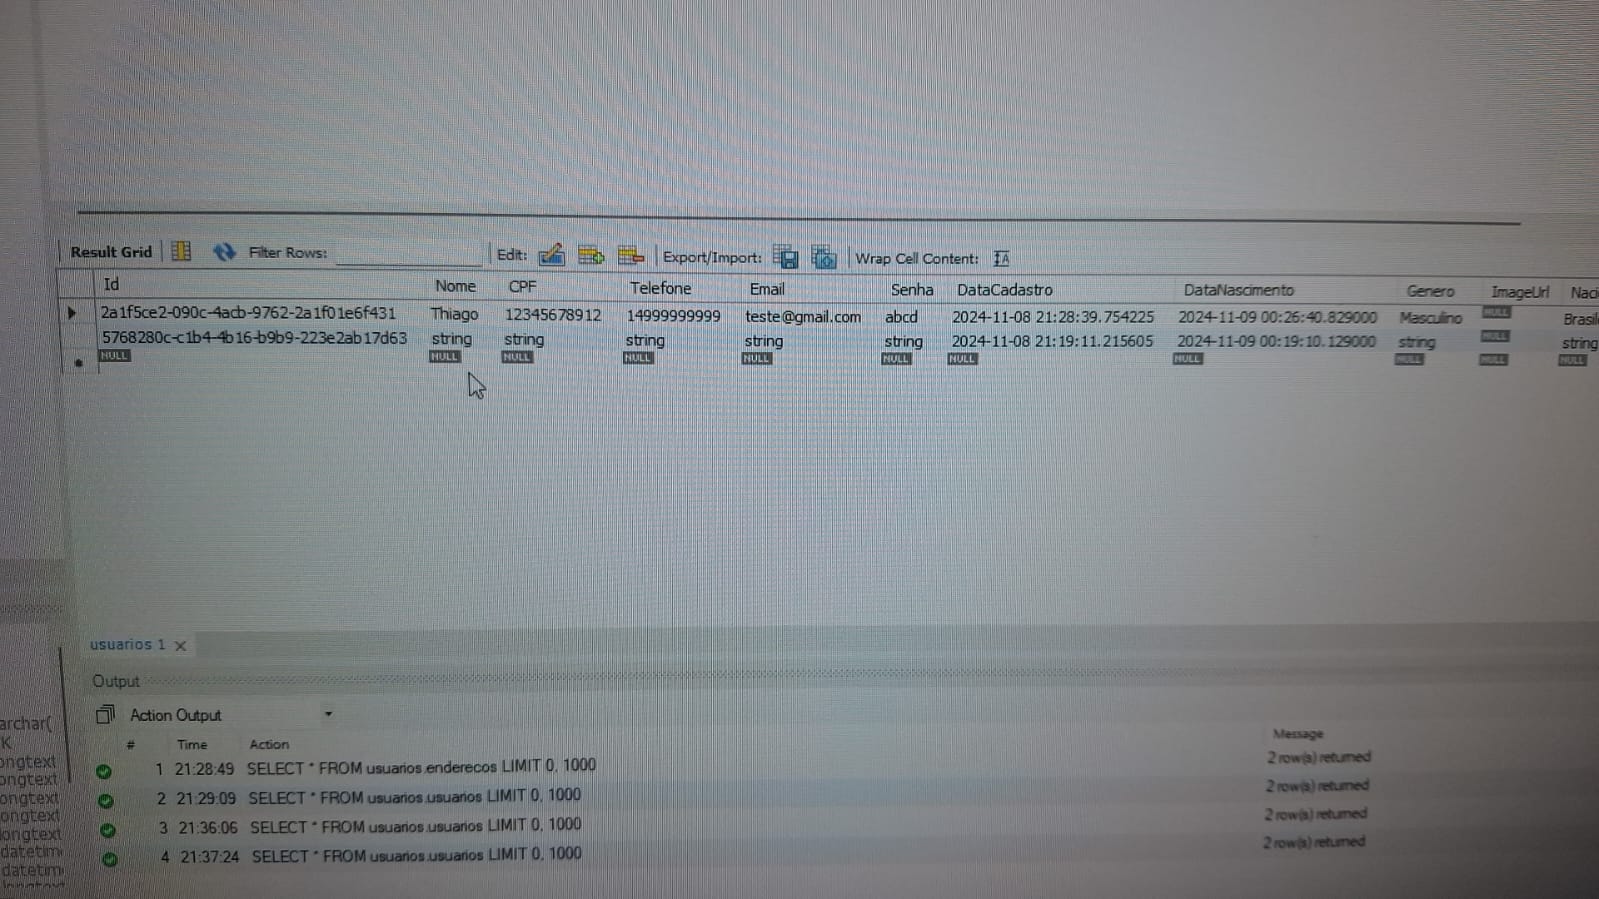 Result Grid Filter Rows: Edit: Export/Import: Wrap Cell Content: IA
Id Nome CPF Telefone Email Senha DataCadastro DataNascimento Genero ImageUrl Naci
2a1f5ce2-090c-4acb-9762-2a1f01e6f431 Thiago 12345678912 14999999999 teste@gmail.com abcd 2024-11-08 21:28:39.754225 2024-11-09 00:26:40.829000 Masculino NULL Brasile
5768280c-c1b4-4b16-b9b9-223e2ab17d63 string string string string string 2024-11-08 21:19:11.215605 2024-11-09 00:19:10.129000 string NULL string
NULL NULL NULL NULL NULL NULL NULL NULL NULL NULL NULL
usuarios 1
Output
Action Output
# Time Action Message
1 21:28:49 SELECT * FROM usuarios.enderecos LIMIT 0, 1000 2 row(s) returned
2 21:29:09 SELECT * FROM usuarios.usuarios LIMIT 0, 1000 2 row(s) returned
3 21:36:06 SELECT * FROM usuarios.usuarios LIMIT 0, 1000 2 row(s) returned
4 21:37:24 SELECT * FROM usuarios.usuarios LIMIT 0, 1000 2 row(s) returned
archar(
K
ongtext
ongtext
ongtext
ongtext
longtext
datetim
datetim
longtext